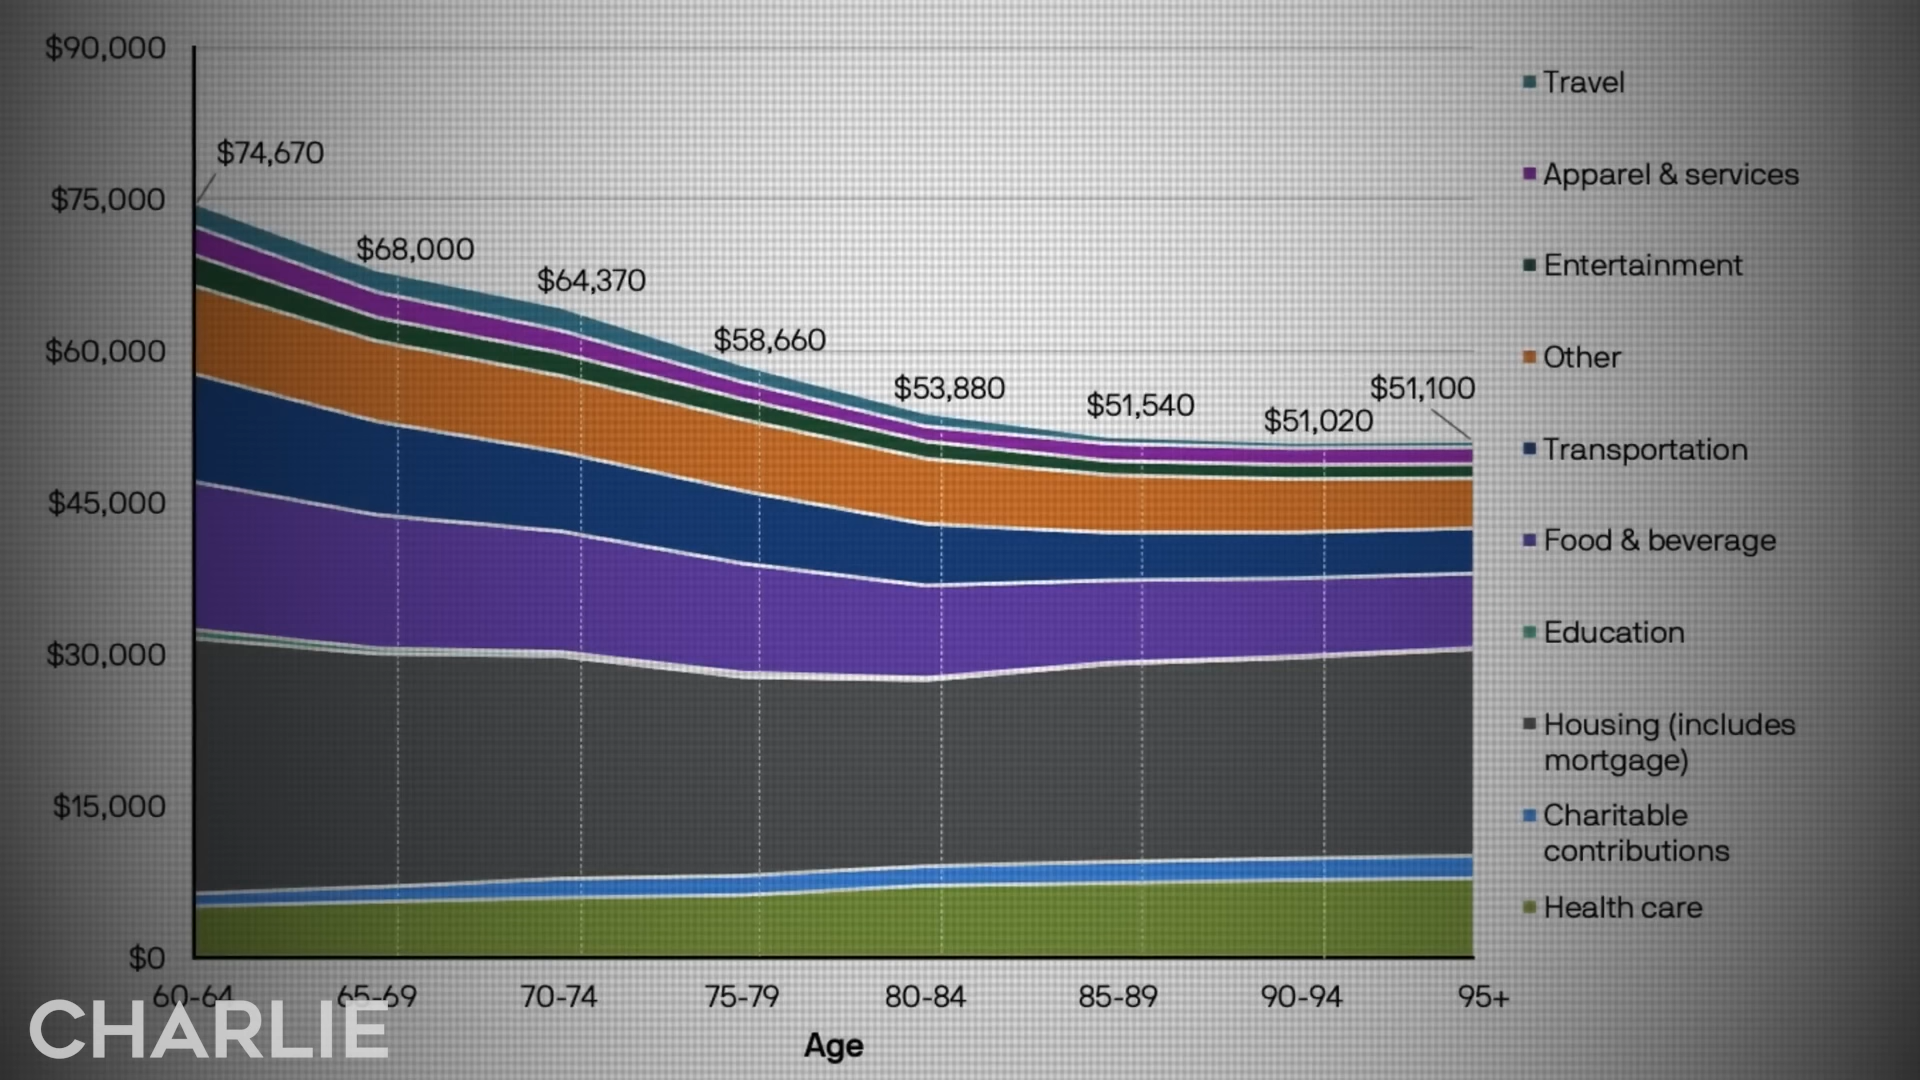 $90,000
$75,000
$60,000
$45,000
$30,000
$15,000
$0
$74,670
$68,000
$64,370
$58,660
$53,880
$51,540
$51,020
$51,100
60-64
65-69
70-74
75-79
80-84
85-89
90-94
95+
Age
Travel
Apparel & services
Entertainment
Other
Transportation
Food & beverage
Education
Housing (includes
mortgage)
Charitable
contributions
Health care
CHARLIE